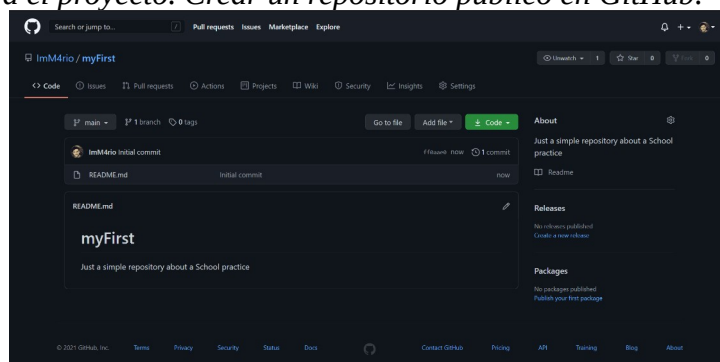 a el proyecto. Crear un repositorio público en GitHub.
Search or jump to... / Pull requests Issues Marketplace Explore
ImM4rio / myFirst Unwatch 1 Star 0 Fork 0
Code Issues Pull requests Actions Projects Wiki Security Insights Settings
main 1 branch 0 tags Go to file Add file Code About
Just a simple repository about a School
practice
ImM4rio Initial commit now 1 commit
README.md Initial commit now
Readme
README.md
Releases
No releases published
Create a new release
myFirst
Just a simple repository about a School practice
Packages
No packages published
Publish your first package
© 2021 GitHub, Inc. Terms Privacy Security Status Docs Contact GitHub Pricing API Training Blog About